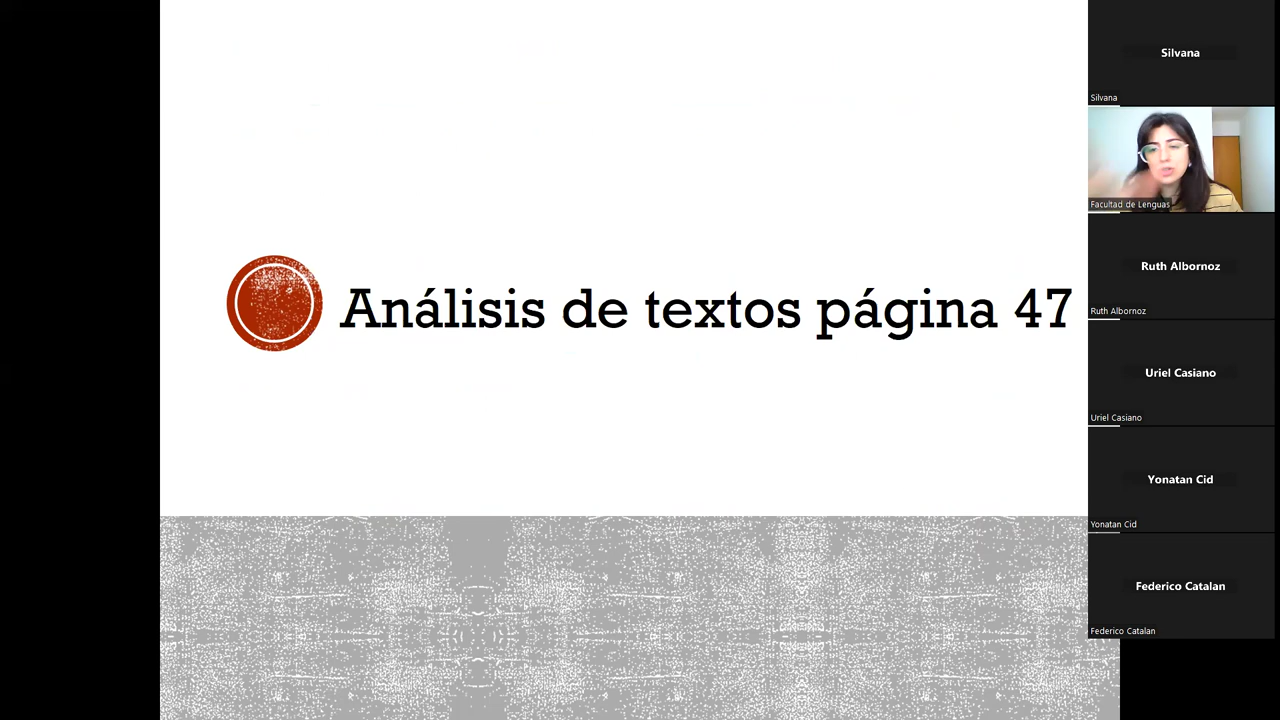 Análisis de textos página 47
Silvana
Silvana
Facultad de Lenguas
Ruth Albornoz
Ruth Albornoz
Uriel Casiano
Uriel Casiano
Yonatan Cid
Yonatan Cid
Federico Catalan
Federico Catalan